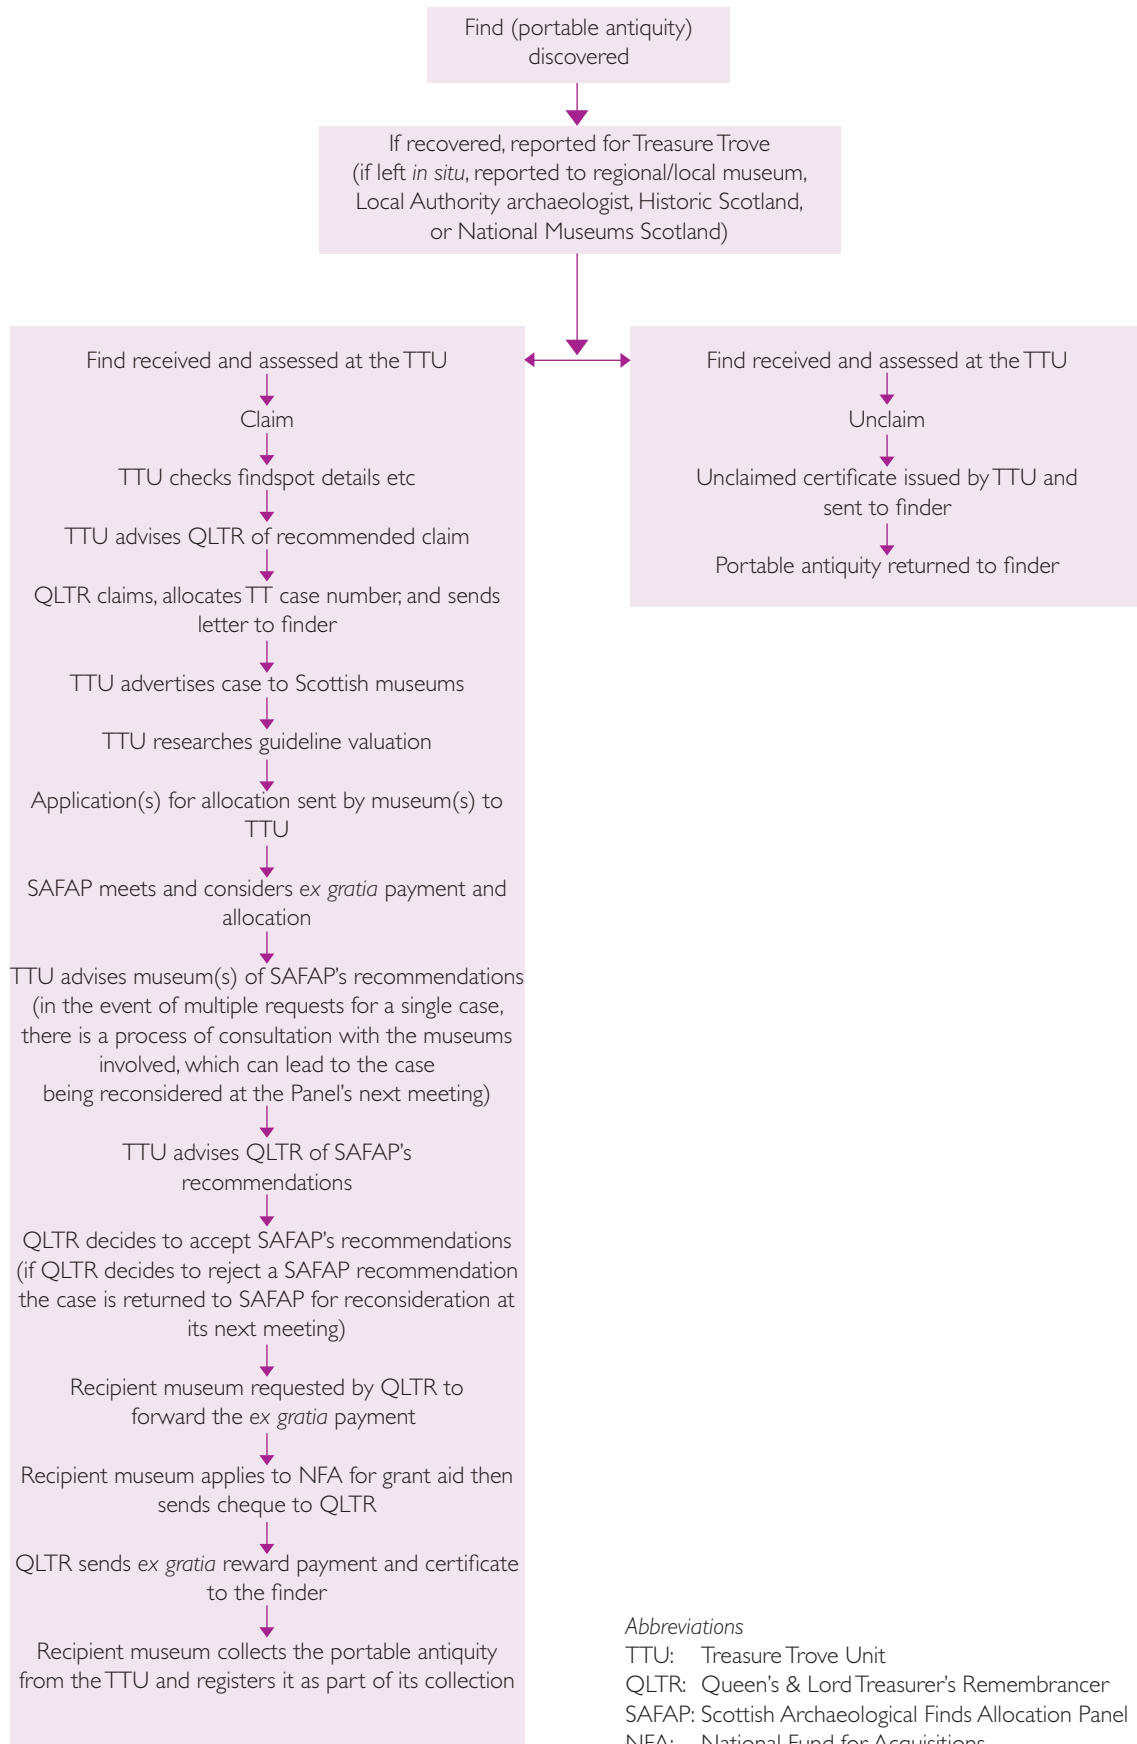 Find (portable antiquity)
discovered
If recovered, reported for Treasure Trove
(if left in situ, reported to regional/local museum,
Local Authority archaeologist, Historic Scotland,
or National Museums Scotland)
Find received and assessed at the TTU
Claim
TTU checks findspot details etc
TTU advises QLTR of recommended claim
QLTR claims, allocates TT case number, and sends
letter to finder
TTU advertises case to Scottish museums
TTU researches guideline valuation
Application(s) for allocation sent by museum(s) to
TTU
SAFAP meets and considers ex gratia payment and
allocation
TTU advises museum(s) of SAFAP's recommendations
(in the event of multiple requests for a single case,
there is a process of consultation with the museums
involved, which can lead to the case
being reconsidered at the Panel's next meeting)
TTU advises QLTR of SAFAP's
recommendations
QLTR decides to accept SAFAP's recommendations
(if QLTR decides to reject a SAFAP recommendation
the case is returned to SAFAP for reconsideration at
its next meeting)
Recipient museum requested by QLTR to
forward the ex gratia payment
Recipient museum applies to NFA for grant aid then
sends cheque to QLTR
QLTR sends ex gratia reward payment and certificate
to the finder
Recipient museum collects the portable antiquity
from the TTU and registers it as part of its collection
Find received and assessed at the TTU
Unclaim
Unclaimed certificate issued by TTU and
sent to finder
Portable antiquity returned to finder
Abbreviations
TTU: Treasure Trove Unit
QLTR: Queen's & Lord Treasurer's Remembrancer
SAFAP: Scottish Archaeological Finds Allocation Panel
NFA: National Fund for Acquisitions